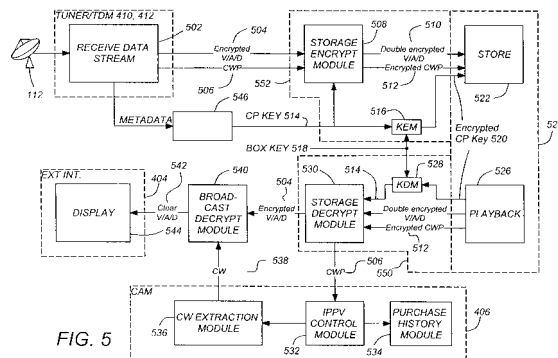 TUNER/TDM 410, 412
502
504
508
510
RECEIVE DATA
STREAM
Encrypted
V/A/D
CWP
STORAGE
ENCRYPT
MODULE
Double encrypted
V/A/D
Encrypted CWP
STORE
522
112
506
552
512
546
516
METADATA
CP KEY 514
KEM
Encrypted
CP Key 520
BOX KEY 518
52
EXT INT.
542
540
504
530
514
528
KDM
526
404
Clear
V/A/D
BROAD-
CAST
DECRYPT
MODULE
Encrypted
V/A/D
STORAGE
DECRYPT
MODULE
Double encrypted
V/A/D
Encrypted CWP
PLAYBACK
DISPLAY
544
512
CW
538
CWP
506
550
CAM
CW EXTRACTION
MODULE
IPPV
CONTROL
MODULE
PURCHASE
HISTORY
MODULE
406
536
532
534
FIG. 5